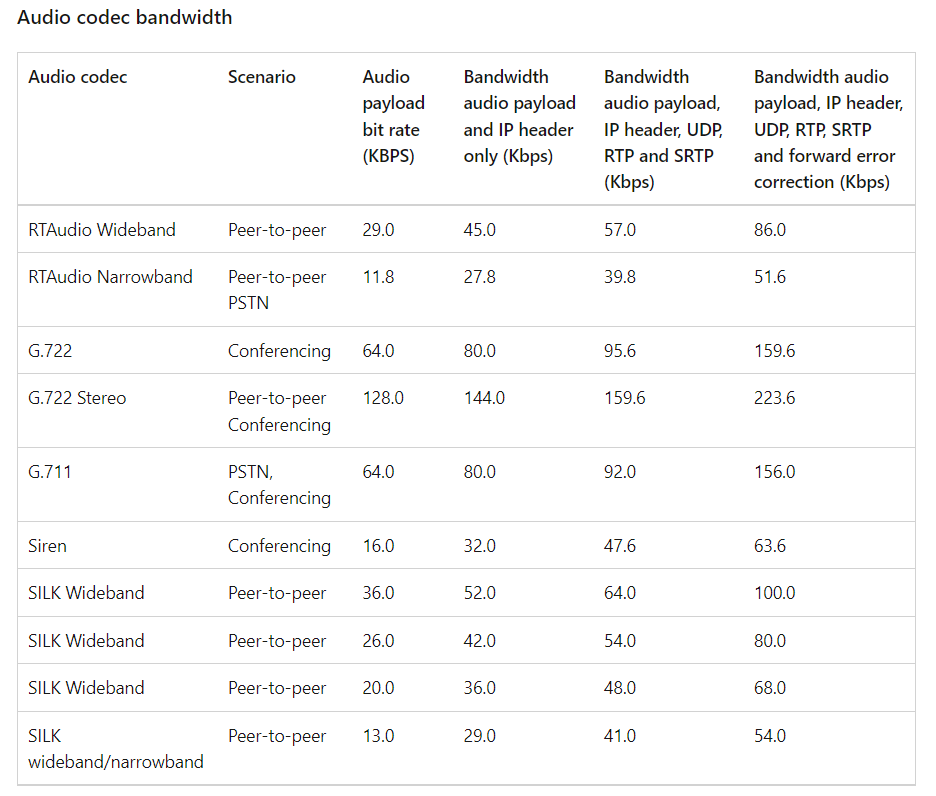 Audio codec bandwidth
Audio codec Scenario Audio payload bit rate (KBPS) Bandwidth audio payload and IP header only (Kbps) Bandwidth audio payload, IP header, UDP, RTP and SRTP (Kbps) Bandwidth audio payload, IP header, UDP, RTP, SRTP and forward error correction (Kbps)
RTAudio Wideband Peer-to-peer 29.0 45.0 57.0 86.0
RTAudio Narrowband Peer-to-peer PSTN 11.8 27.8 39.8 51.6
G.722 Conferencing 64.0 80.0 95.6 159.6
G.722 Stereo Peer-to-peer Conferencing 128.0 144.0 159.6 223.6
G.711 PSTN, Conferencing 64.0 80.0 92.0 156.0
Siren Conferencing 16.0 32.0 47.6 63.6
SILK Wideband Peer-to-peer 36.0 52.0 64.0 100.0
SILK Wideband Peer-to-peer 26.0 42.0 54.0 80.0
SILK Wideband Peer-to-peer 20.0 36.0 48.0 68.0
SILK wideband/narrowband Peer-to-peer 13.0 29.0 41.0 54.0